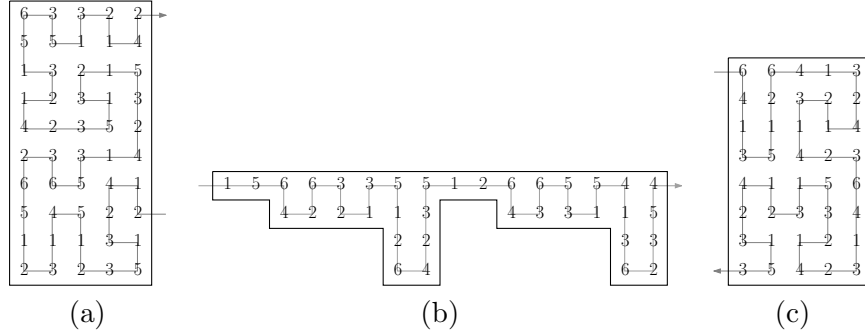 6 3 3 2 2
5 5 1 1 4
1 3 2 1 5
1 2 3 1 3
4 2 3 5 2
2 3 3 1 4
6 6 5 4 1
5 4 5 2 2
1 1 1 3 1
2 3 2 3 5
(a)
1 5 6 6 3 3 5 5 1 2 6 6 5 5 4 4
4 2 2 1 1 3 4 3 3 1 1 5
2 2 3 3
6 4 6 2
(b)
6 6 4 1 3
4 2 3 2 2
1 1 1 1 4
3 5 4 2 3
4 1 1 5 6
2 2 3 3 4
3 1 1 2 1
3 5 4 2 3
(c)